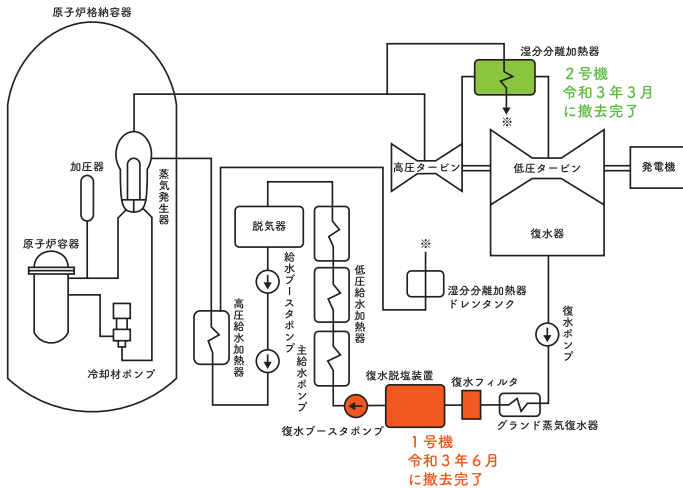 原子炉格納容器
湿分分離加熱器
2号機
令和3年3月
に撤去完了
※
加圧器
蒸気発生器
高圧タービン
低圧タービン
発電機
原子炉容器
脱気器
復水器
※
給水ブースタポンプ
低圧給水加熱器
湿分分離加熱器
ドレンタンク
高圧給水加熱器
主給水ポンプ
復水ポンプ
冷却材ポンプ
復水脱塩装置
復水フィルタ
グランド蒸気復水器
復水ブースタポンプ
1号機
令和3年6月
に撤去完了